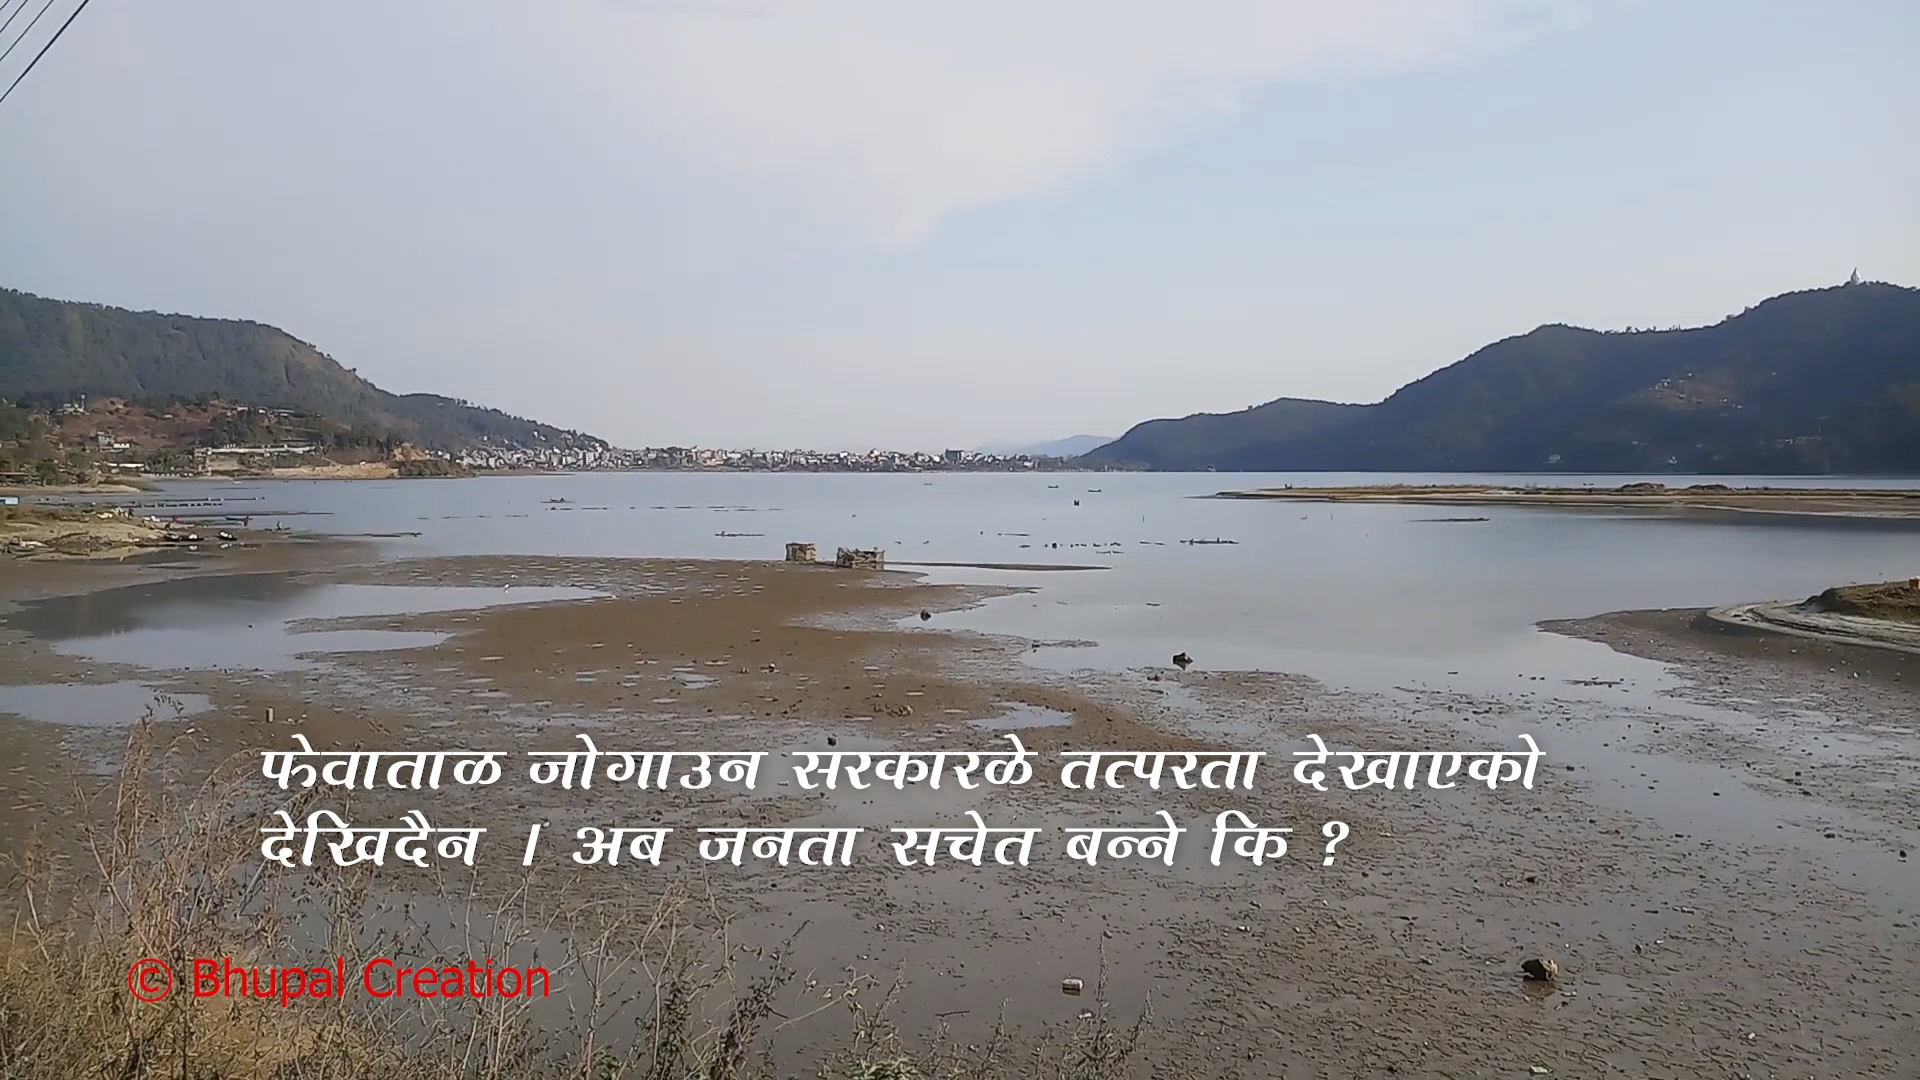 फेवाताळ जोगाउन सरकारळे तत्परता देखाएको
देखिदैन । अब जनता सचेत बन्ने कि ?
© Bhupal Creation